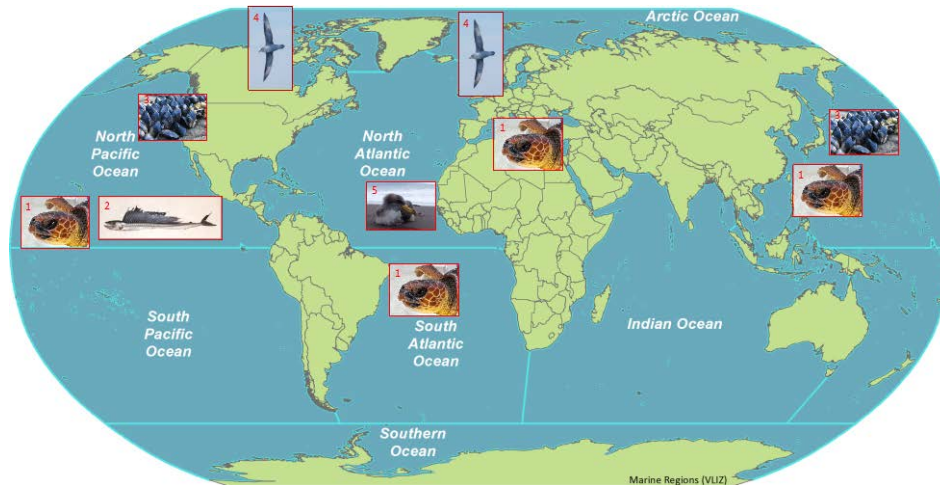 Arctic Ocean
4
4
3
North
Pacific
Ocean
North
Atlantic
Ocean
1
3
1
1
2
5
1
South
Pacific
Ocean
South
Atlantic
Ocean
Indian Ocean
Southern
Ocean
Marine Regions (VLIZ)